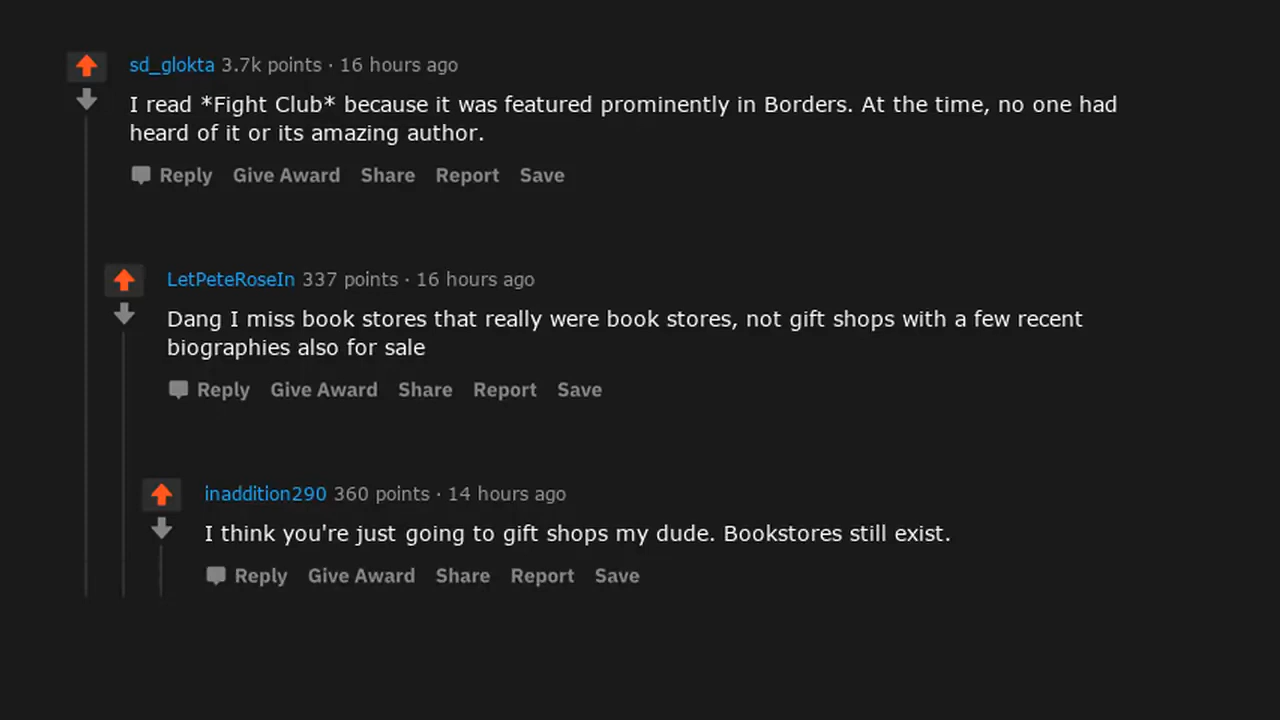 sd_glokta 3.7k points · 16 hours ago
I read *Fight Club* because it was featured prominently in Borders. At the time, no one had
heard of it or its amazing author.
Reply Give Award Share Report Save
LetPeteRoseIn 337 points · 16 hours ago
Dang I miss book stores that really were book stores, not gift shops with a few recent
biographies also for sale
Reply Give Award Share Report Save
inaddition290 360 points · 14 hours ago
I think you're just going to gift shops my dude. Bookstores still exist.
Reply Give Award Share Report Save